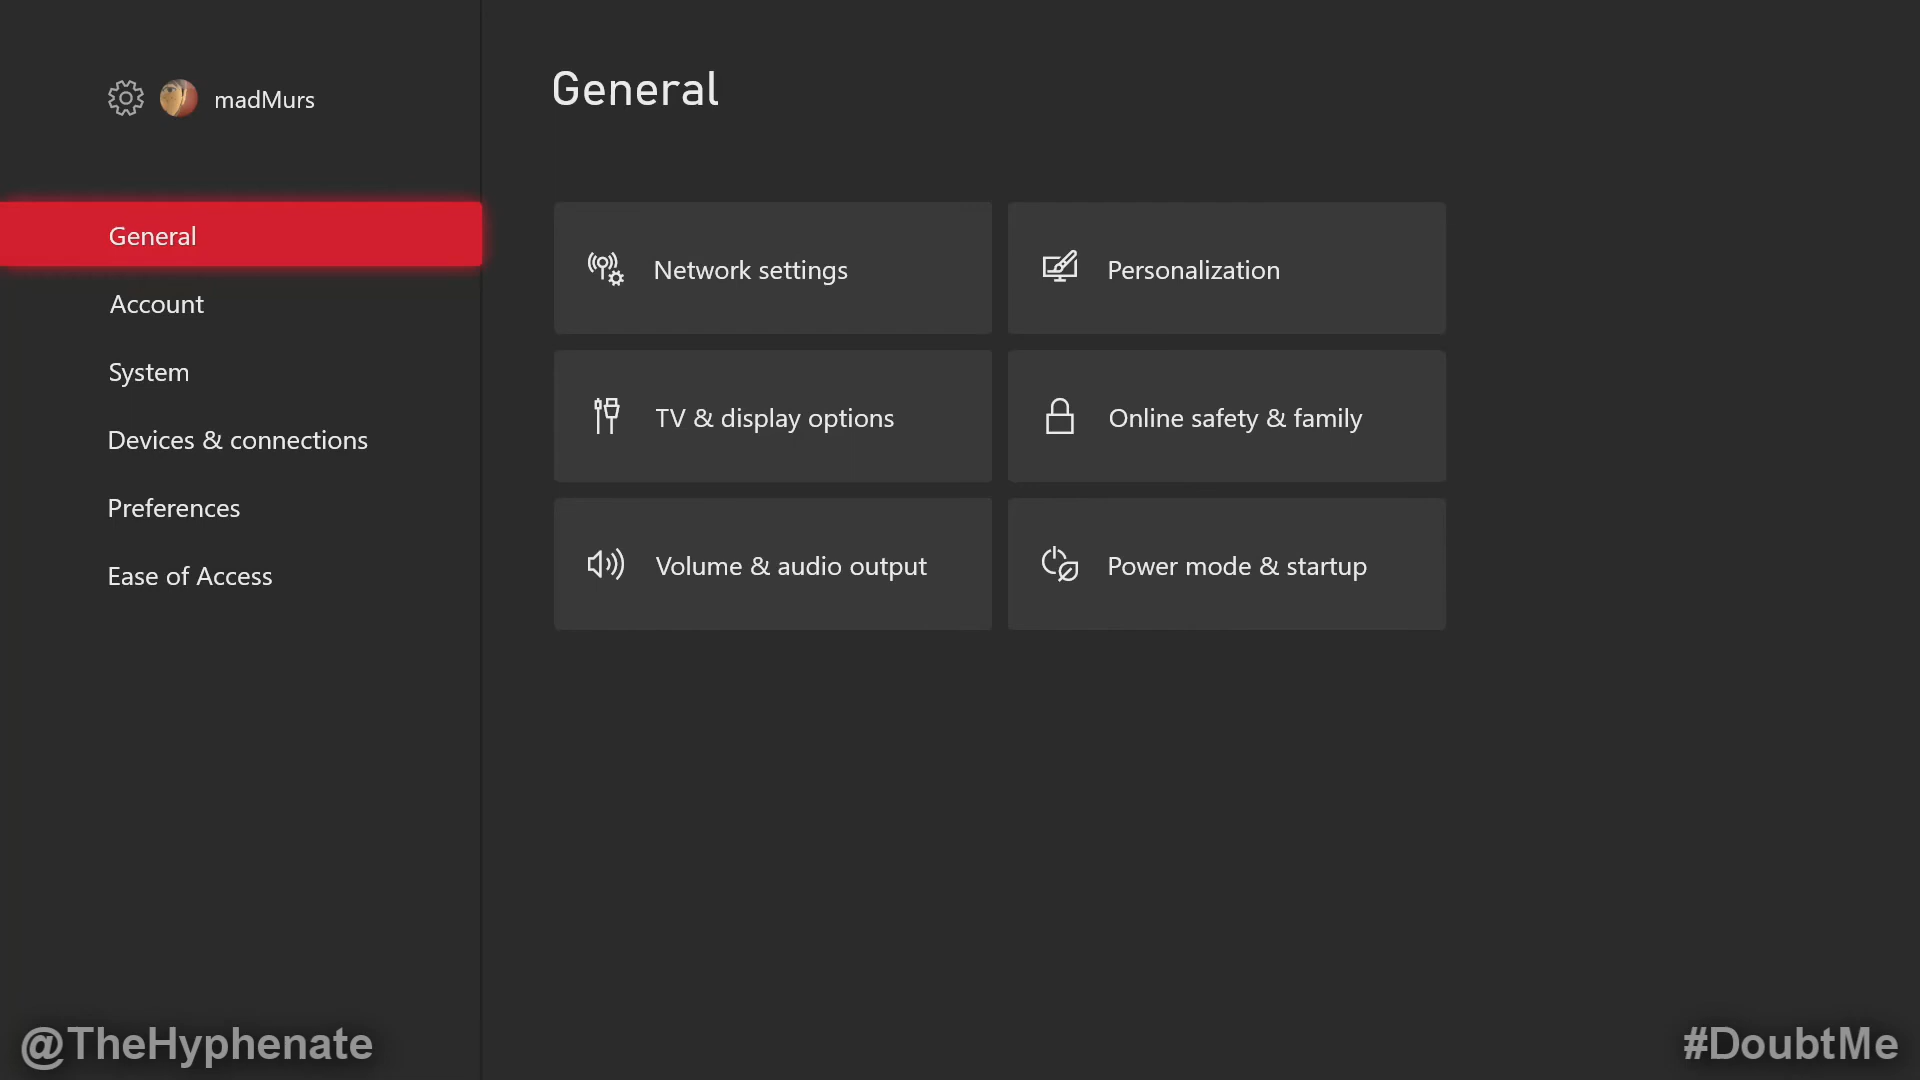 madMurs
General
Account
System
Devices & connections
Preferences
Ease of Access
General
Network settings
Personalization
TV & display options
Online safety & family
Volume & audio output
Power mode & startup
@TheHyphenate
#DoubtMe